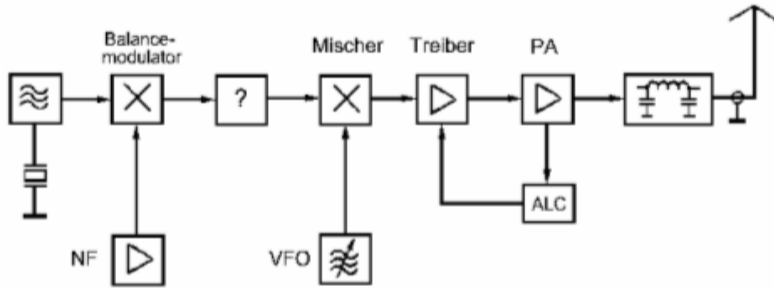 Balance-
modulator
Mischer
Treiber
PA
?
ALC
NF
VFO